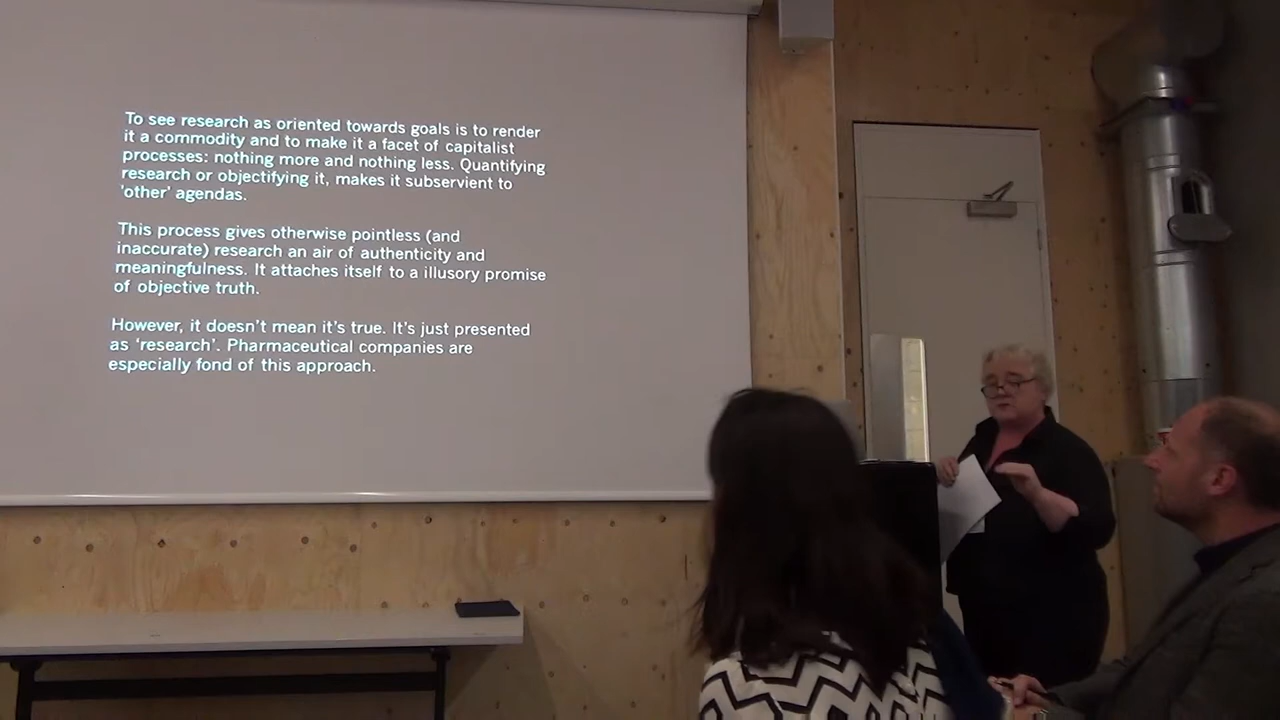 To see research as oriented towards goals is to render
it a commodity and to make it a facet of capitalist
processes: nothing more and nothing less. Quantifying
research or objectifying it, makes it subservient to
'other' agendas.
This process gives otherwise pointless (and
inaccurate) research an air of authenticity and
meaningfulness. It attaches itself to a illusory promise
of objective truth.
However, it doesn't mean it's true. It's just presented
as ‘research’. Pharmaceutical companies are
especially fond of this approach.